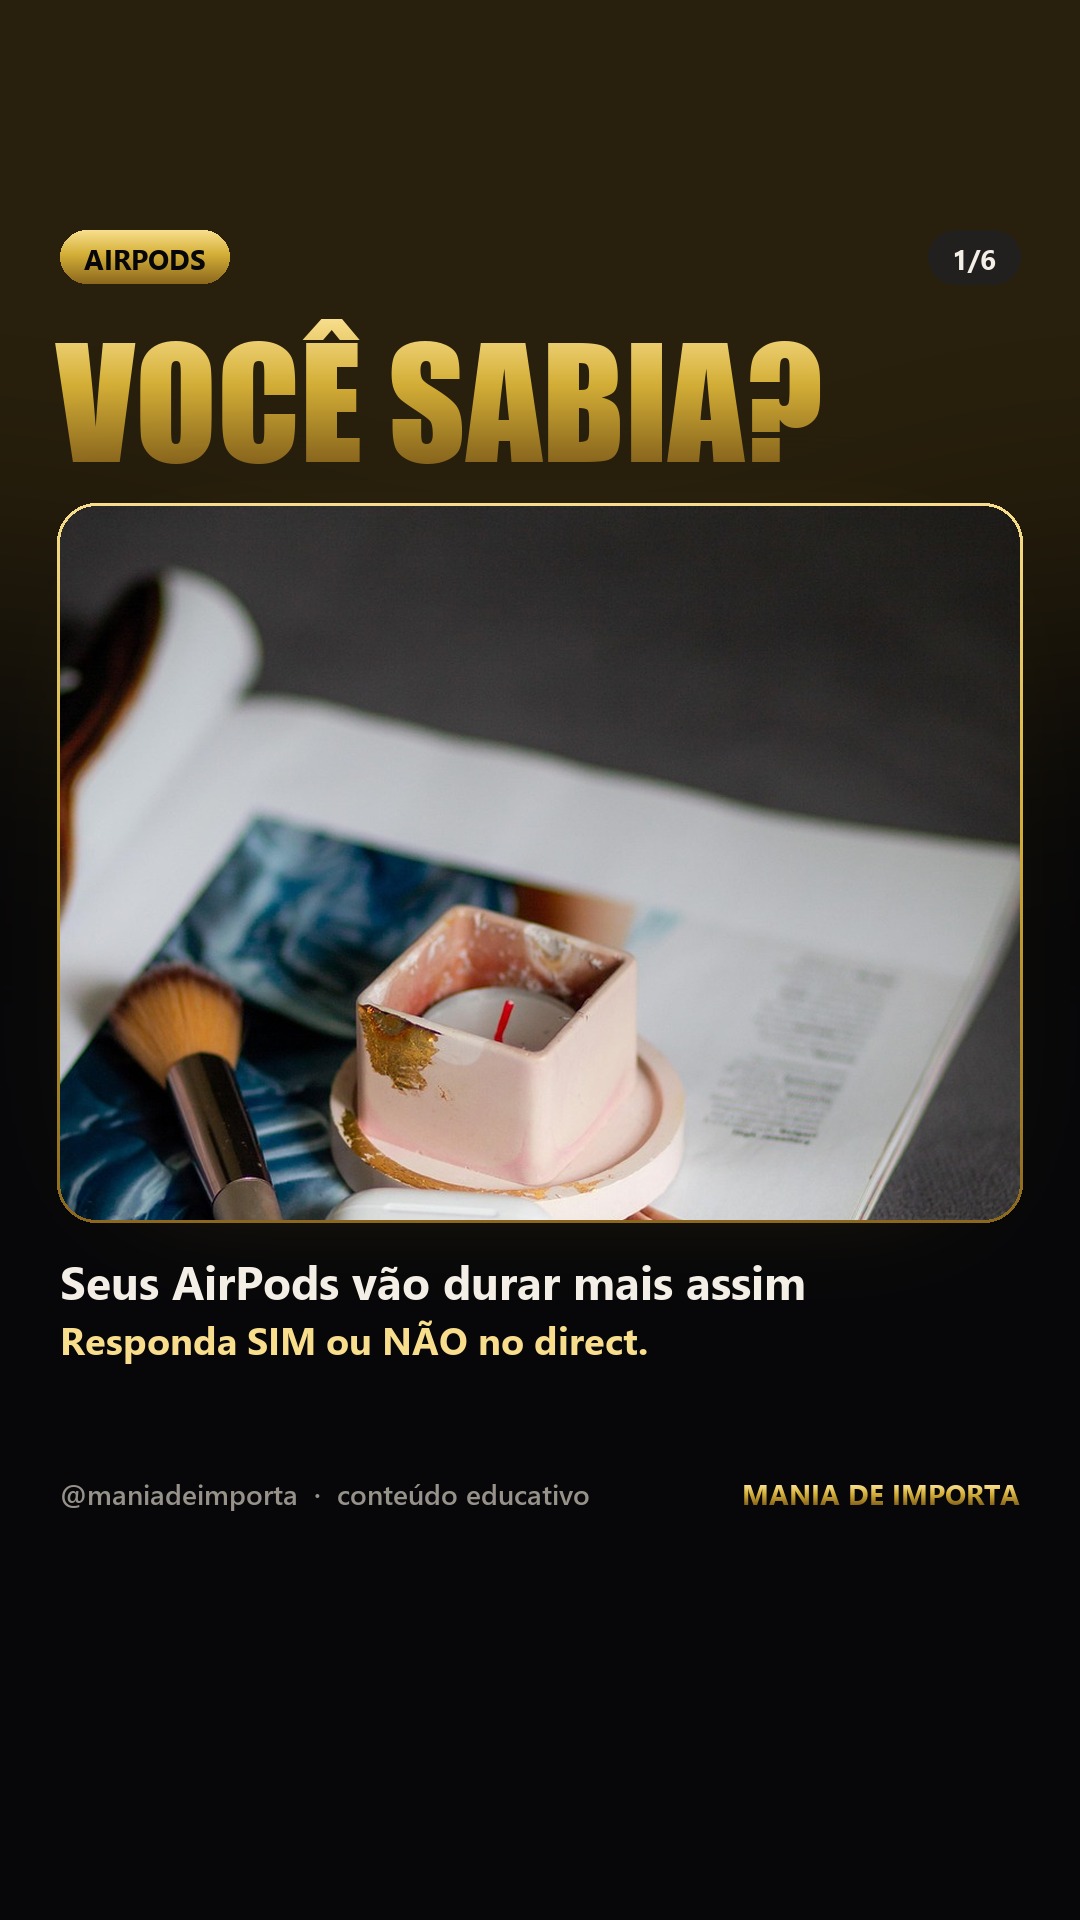 AIRPODS
1/6
VOCÊ SABIA?
Seus AirPods vão durar mais assim
Responda SIM ou NÃO no direct.
@maniadeimporta · conteúdo educativo
MANIA DE IMPORTA